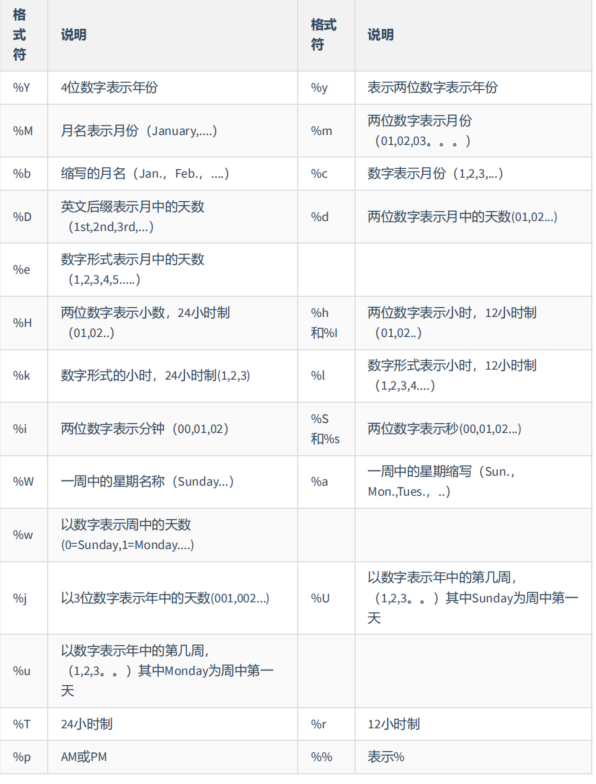 格
式
符
说明
格式
符
说明
%Y
4位数字表示年份
%y
表示两位数字表示年份
%M
月名表示月份（January,....）
%m
两位数字表示月份
（01,02,03。。。）
%b
缩写的月名（Jan.，Feb.，....）
%c
数字表示月份（1,2,3,...）
%D
英文后缀表示月中的天数
（1st,2nd,3rd,...）
%d
两位数字表示月中的天数(01,02...)
%e
数字形式表示月中的天数
（1,2,3,4,5.....）
%H
两位数字表示小数，24小时制
（01,02..）
%h
和%I
两位数字表示小时，12小时制
（01,02..）
%k
数字形式的小时，24小时制(1,2,3)
%l
数字形式表示小时，12小时制
（1,2,3,4....）
%i
两位数字表示分钟（00,01,02）
%S
和%s
两位数字表示秒(00,01,02...)
%W
一周中的星期名称（Sunday...）
%a
一周中的星期缩写（Sun.，
Mon.,Tues.，..）
%w
以数字表示周中的天数
(0=Sunday,1=Monday....)
%j
以3位数字表示年中的天数(001,002...)
%U
以数字表示年中的第几周，
（1,2,3。。）其中Sunday为周中第一
天
%u
以数字表示年中的第几周，
（1,2,3。。）其中Monday为周中第一
天
%T
24小时制
%r
12小时制
%p
AM或PM
%%
表示%